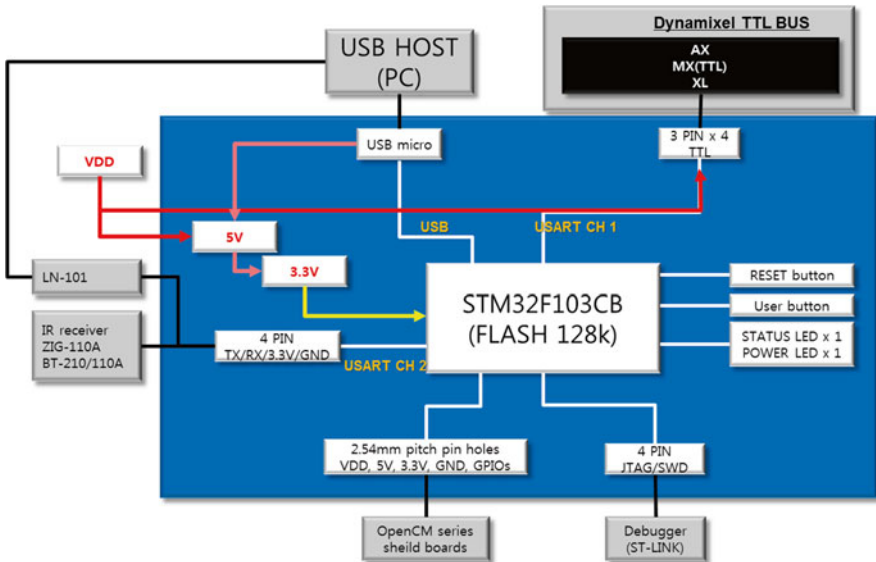 Dynamixel TTL BUS
AX
MX(TTL)
XL
USB HOST
(PC)
USB micro
3 PIN x 4
TTL
VDD
USB
USART CH 1
5V
3.3V
LN-101
STM32F103CB
(FLASH 128k)
RESET button
User button
STATUS LED x 1
POWER LED x 1
IR receiver
ZIG-110A
BT-210/110A
4 PIN
TX/RX/3.3V/GND
USART CH 2
2.54mm pitch pin holes
VDD, 5V, 3.3V, GND, GPIOs
4 PIN
JTAG/SWD
OpenCM series
sheild boards
Debugger
(ST-LINK)